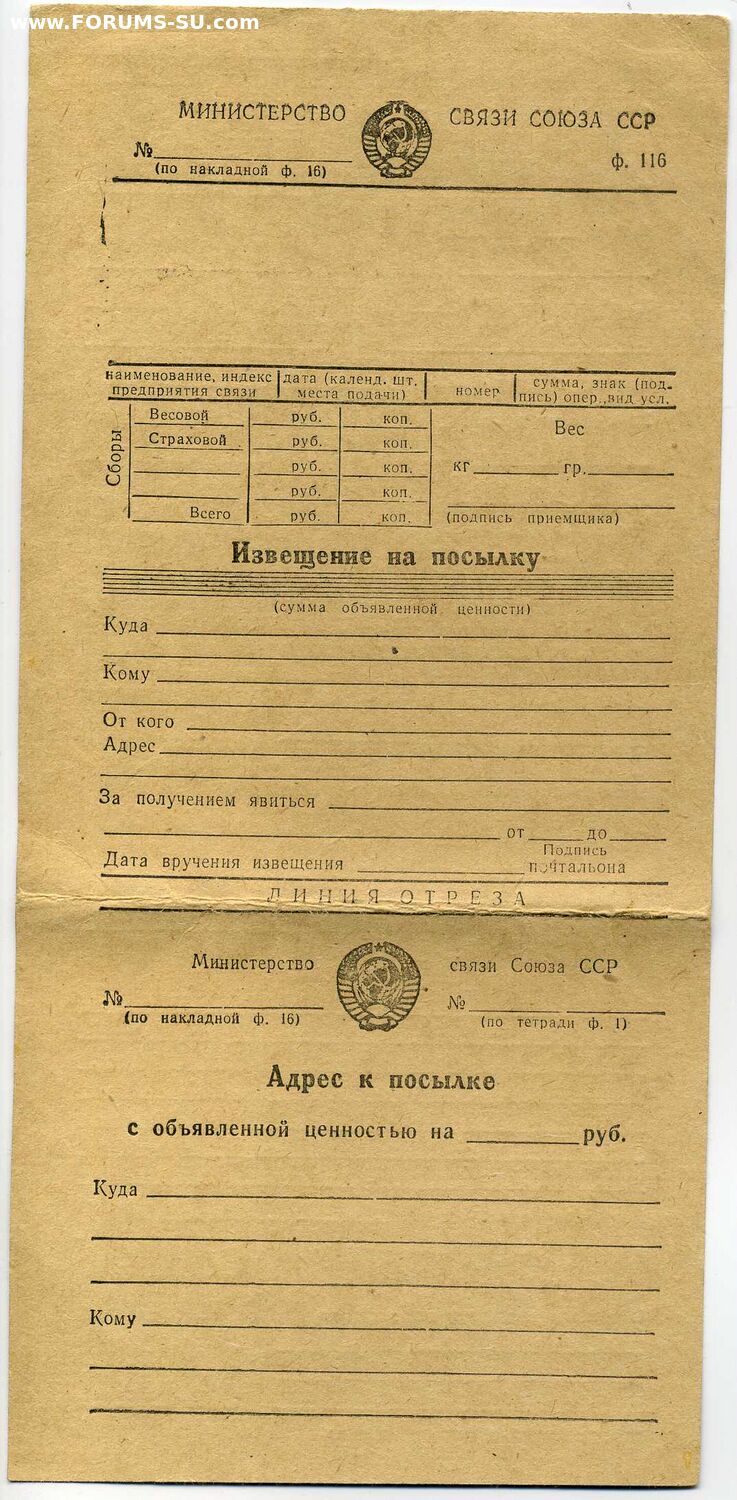 www.FORUMS-SU.com
МИНИСТЕРСТВО СВЯЗИ СОЮЗА ССР
№
(по накладной ф. 16)
ф. 116
наименование, индекс предприятия связи
дата (календ. шт. места подачи)
номер
сумма, знак (подпись) опер., вид усл.
Сборы
Весовой руб. коп.
Страховой руб. коп.
руб. коп.
руб. коп.
Всего руб. коп.
Вес
кг гр.
(подпись приемщика)
Извещение на посылку
(сумма объявленной ценности)
Куда
Кому
От кого
Адрес
За получением явиться
от до
Дата вручения извещения
Подпись
почтальона
ЛИНИЯ ОТРЕЗА
Министерство связи Союза ССР
№ №
(по накладной ф. 16) (по тетради ф. 1)
Адрес к посылке
с объявленной ценностью на руб.
Куда
Кому